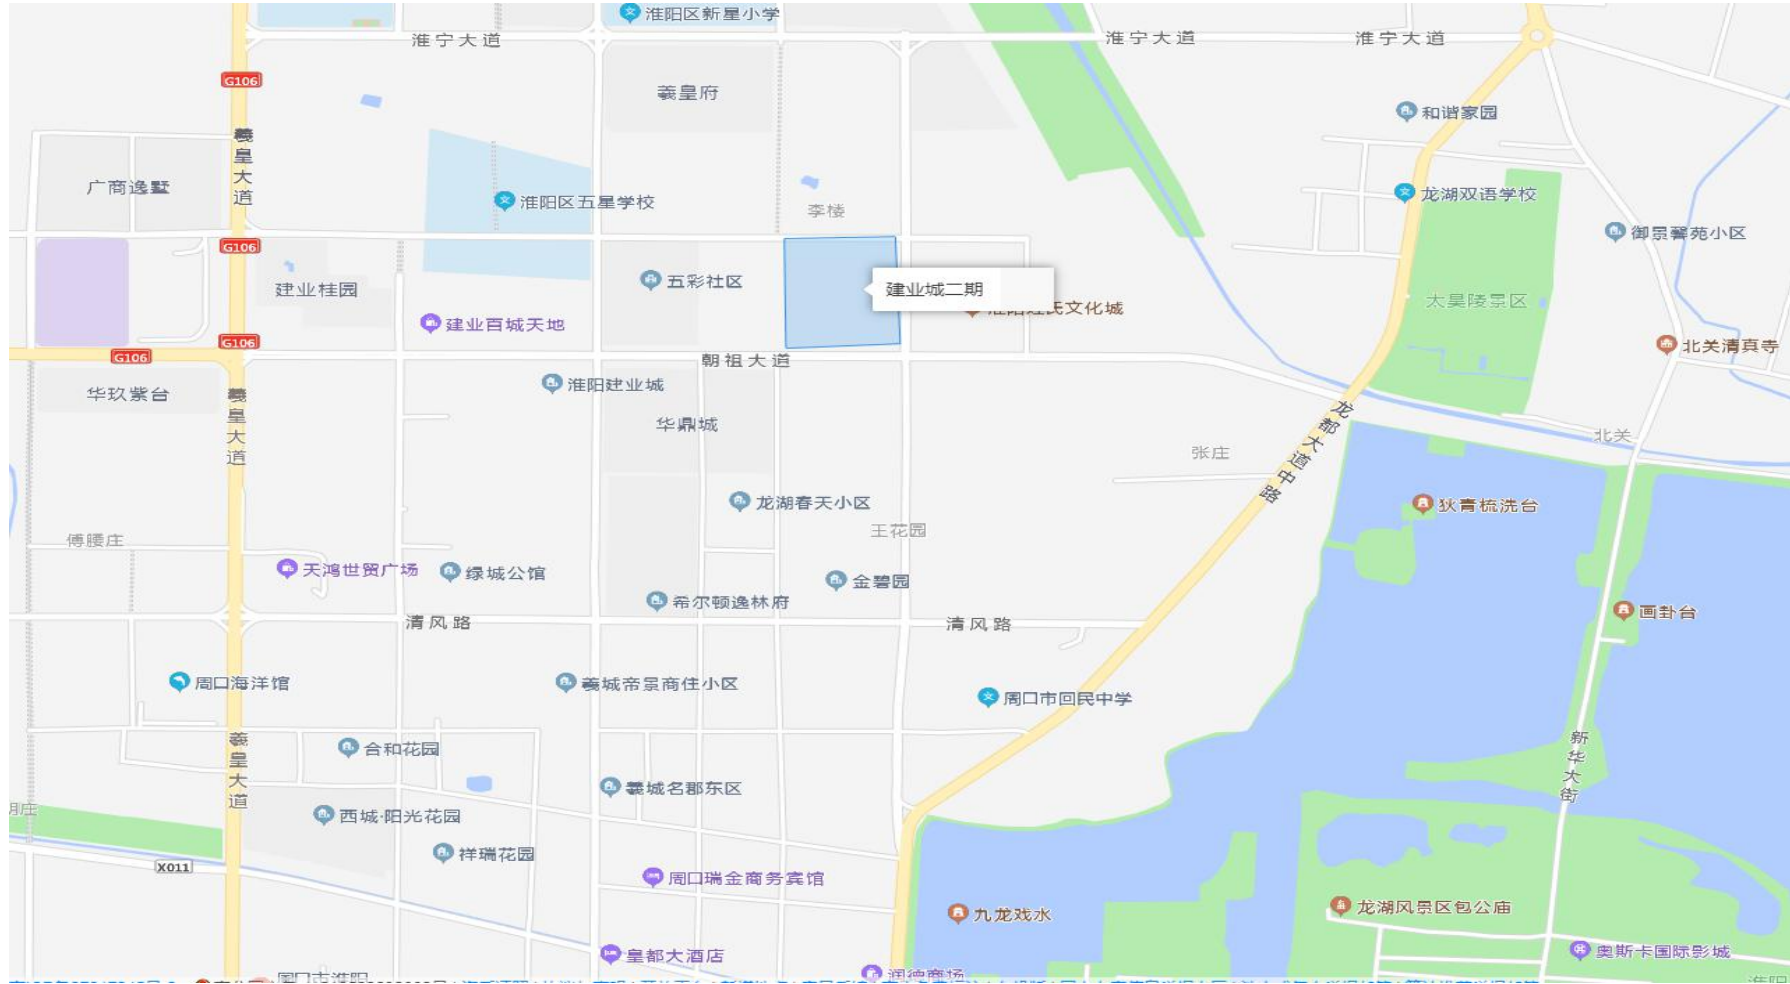 淮阳区新星小学
淮宁大道
淮宁大道
淮宁大道
G106
羲皇府
和谐家园
羲皇大道
广商逸墅
淮阳区五星学校
李楼
龙湖双语学校
御景馨苑小区
G106
五彩社区
建业桂园
建业城二期
太昊陵景区
建业百城天地
文化城
G106
G106
朝祖大道
北关清真寺
华玖紫台
淮阳建业城
羲皇大道
华鼎城
龙都大道中路
北关
张庄
龙湖春天小区
狄青梳洗台
王花园
傅腰庄
天鸿世贸广场
绿城公馆
金碧园
希尔顿逸林府
画卦台
清风路
清风路
周口海洋馆
羲城帝景商住小区
周口市回民中学
羲皇大道
合和花园
新华大街
羲城名郡东区
西城·阳光花园
祥瑞花园
X011
周口瑞金商务宾馆
龙湖风景区包公庙
九龙戏水
皇都大酒店
奥斯卡国际影城
润德商场